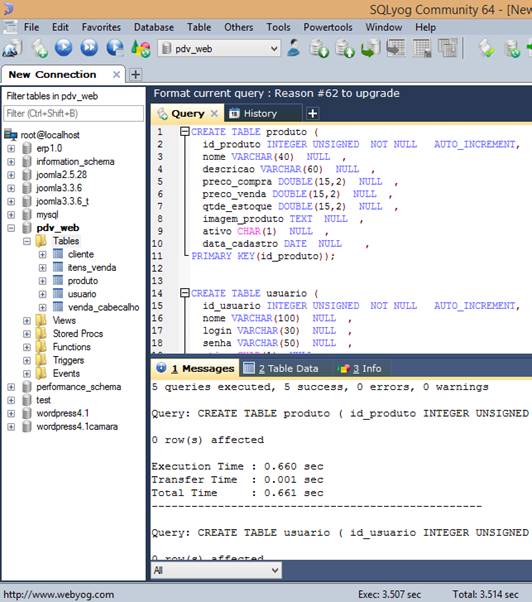 SQLyog Community 64 - [New
File Edit Favorites Database Table Others Tools Powertools Window Help
pdv_web
New Connection
Filter tables in pdv_web
Filter (Ctrl+Shift+B)
root@localhost
erp1.0
information_schema
joomla2.5.28
joomla3.3.6
joomla3.3.6_t
mysql
pdv_web
Tables
cliente
itens_venda
produto
usuario
venda_cabecalho
Views
Stored Procs
Functions
Triggers
Events
performance_schema
test
wordpress4.1
wordpress4.1camara
Format current query : Reason #62 to upgrade
Query History
1 CREATE TABLE produto (
2 id_produto INTEGER UNSIGNED NOT NULL AUTO_INCREMENT,
3 nome VARCHAR(40) NULL ,
4 descricao VARCHAR(60) NULL ,
5 preco_compra DOUBLE(15,2) NULL ,
6 preco_venda DOUBLE(15,2) NULL ,
7 qtde_estoque DOUBLE(15,2) NULL ,
8 imagem_produto TEXT NULL ,
9 ativo CHAR(1) NULL ,
10 data_cadastro DATE NULL ,
11 PRIMARY KEY(id_produto));
12
13
14 CREATE TABLE usuario (
15 id_usuario INTEGER UNSIGNED NOT NULL AUTO_INCREMENT,
16 nome VARCHAR(100) NULL ,
17 login VARCHAR(30) NULL ,
18 senha VARCHAR(50) NULL ,
1 Messages 2 Table Data 3 Info
5 queries executed, 5 success, 0 errors, 0 warnings
Query: CREATE TABLE produto ( id_produto INTEGER UNSIGNED
0 row(s) affected
Execution Time : 0.660 sec
Transfer Time : 0.001 sec
Total Time : 0.661 sec
--------------------------------------------------
Query: CREATE TABLE usuario ( id_usuario INTEGER UNSIGNED
0 row(s) affected
All
http://www.webyog.com Exec: 3.507 sec Total: 3.514 sec